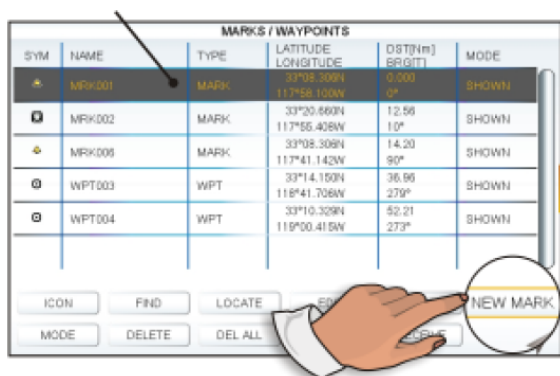 MARKS / WAYPOINTS
SYM NAME TYPE LATITUDE LONGITUDE DST[Nm] BRG[T] MODE
MRK001 MARK 33°08.306N 117°58.100W 0.000 0° SHOWN
MRK002 MARK 33°20.660N 117°55.408W 12.56 10° SHOWN
MRK006 MARK 33°08.306N 117°41.142W 14.20 90° SHOWN
WPT003 WPT 33°14.150N 118°41.706W 36.96 279° SHOWN
WPT004 WPT 33°10.329N 119°00.415W 52.21 273° SHOWN
ICON FIND LOCATE NEW MARK
MODE DELETE DEL ALL